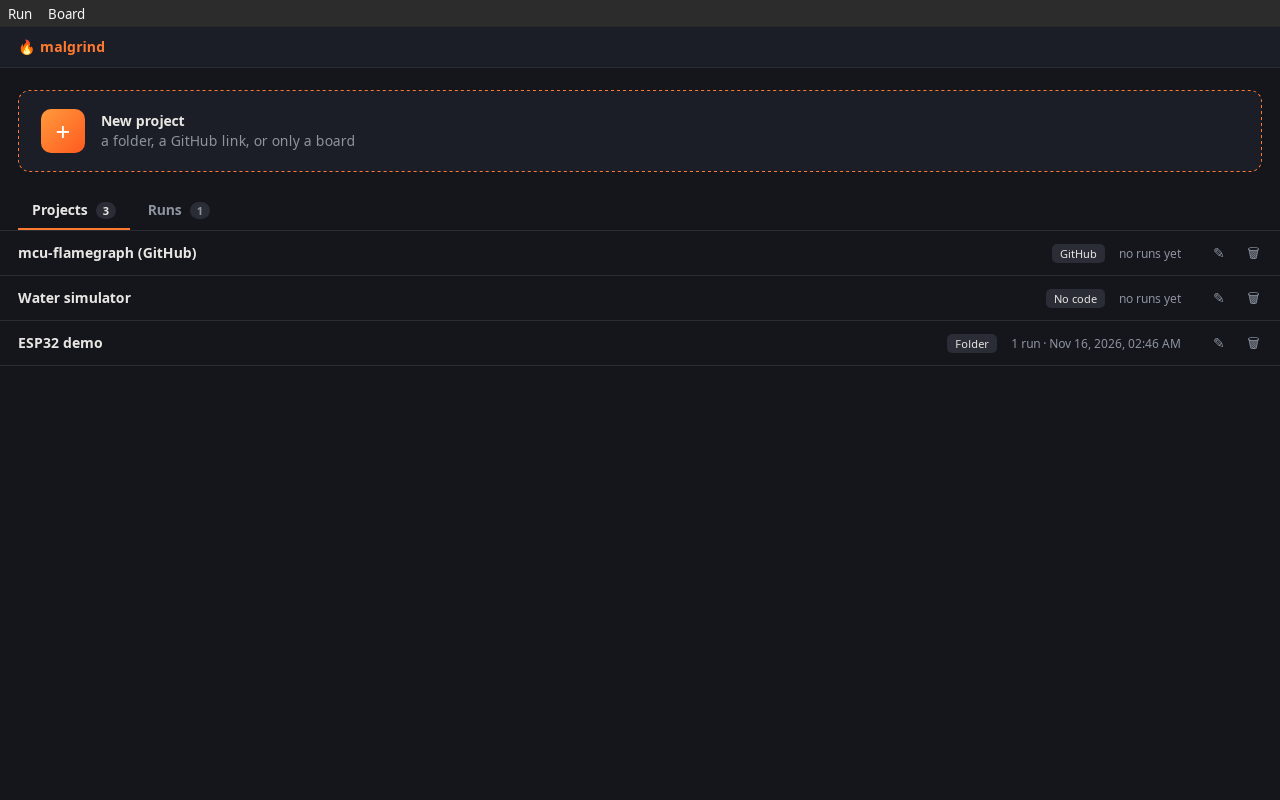 Run Board
🔥 malgrind
+
New project
a folder, a GitHub link, or only a board
Projects 3 Runs 1
mcu-flamegraph (GitHub) GitHub no runs yet
Water simulator No code no runs yet
ESP32 demo Folder 1 run · Nov 16, 2026, 02:46 AM